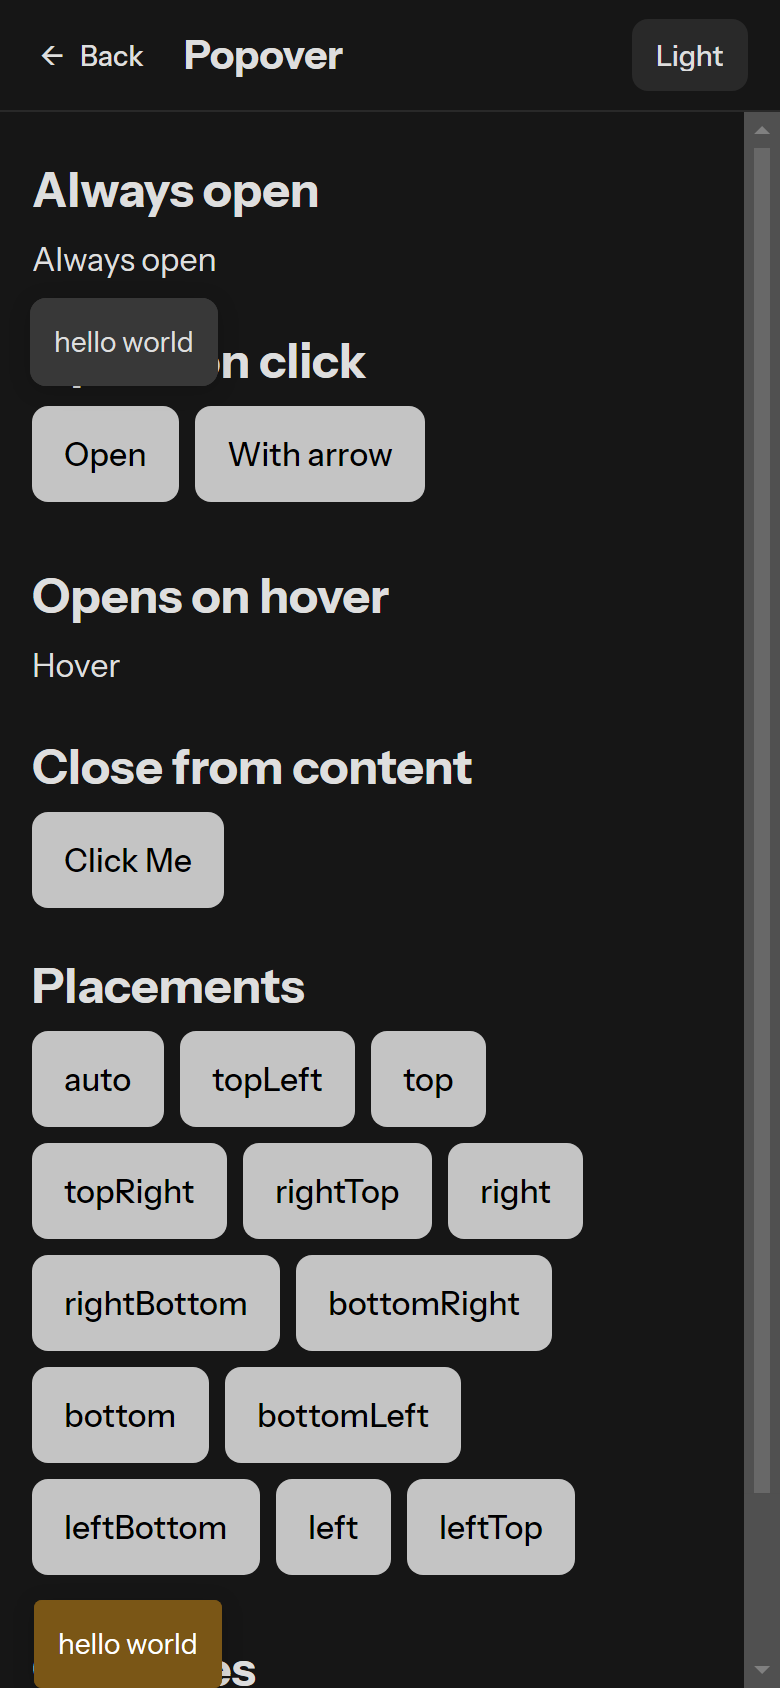 ← Back Popover Light
Always open
Always open
hello world
on click
Open With arrow
Opens on hover
Hover
Close from content
Click Me
Placements
auto topLeft top
topRight rightTop right
rightBottom bottomRight
bottom bottomLeft
leftBottom left leftTop
hello world